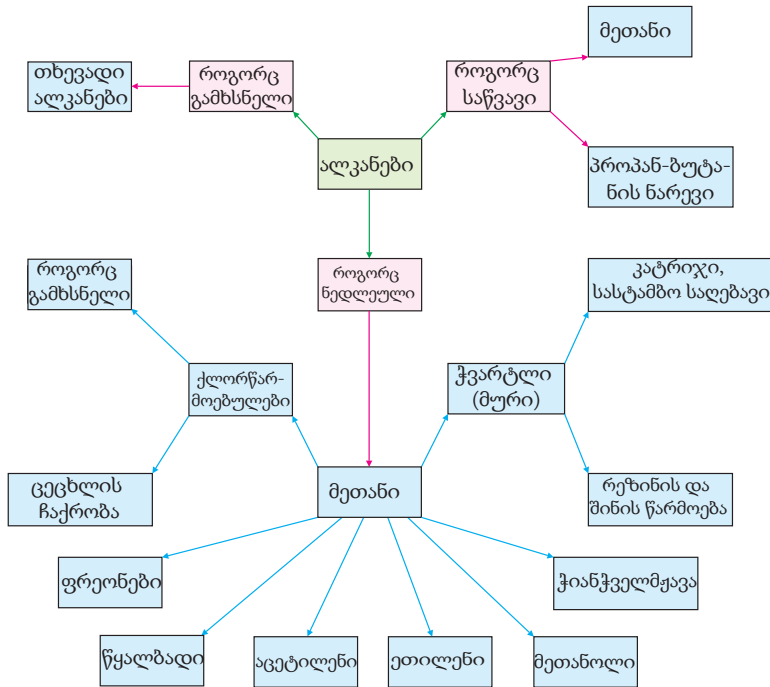 მეთანი
თხევადი
ალკანები
როგორც
გამხსნელი
როგორც
საწვავი
ალკანები
პროპან-ბუტა-
ნის ნარევი
როგორც
გამხსნელი
როგორც
ნედლეული
კატრიჯი,
სასტამბო საღებავი
ქლორწარ-
მოებულები
ჭვარტლი
(მური)
ცეცხლის
ჩაქრობა
მეთანი
რეზინის და
შინის წარმოება
ფრეონები
ჭიანჭველმჟავა
წყალბადი
აცეტილენი
ეთილენი
მეთანოლი